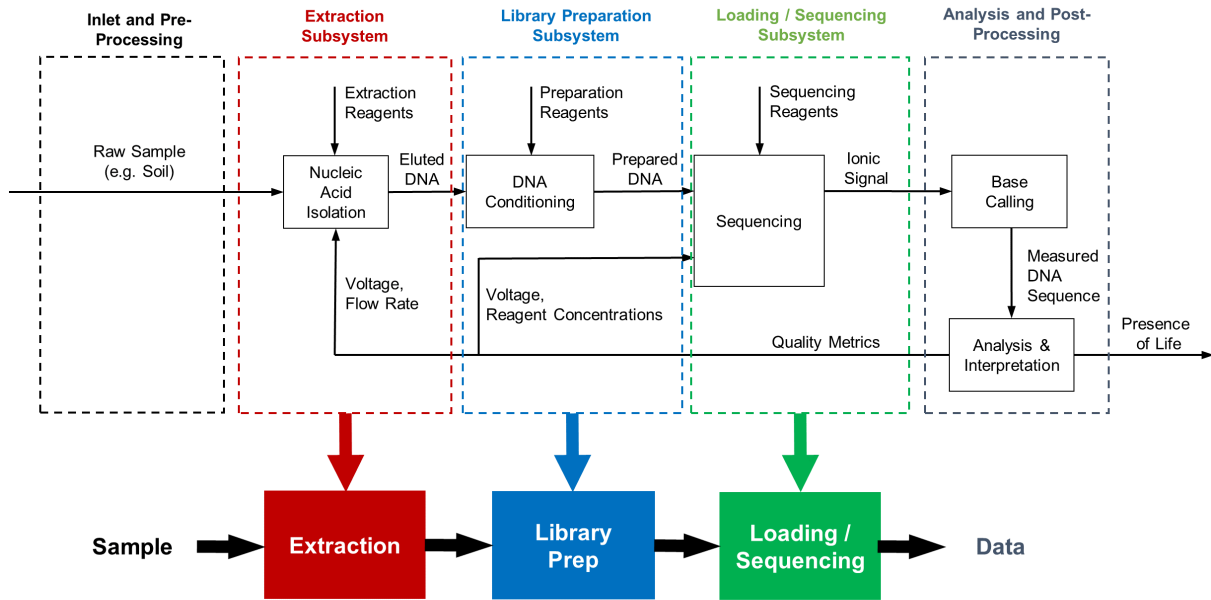 Inlet and Pre-
Processing
Extraction
Subsystem
Library Preparation
Subsystem
Loading / Sequencing
Subsystem
Analysis and Post-
Processing
Extraction
Reagents
Preparation
Reagents
Sequencing
Reagents
Raw Sample
(e.g. Soil)
Nucleic
Acid
Isolation
Eluted
DNA
DNA
Conditioning
Prepared
DNA
Sequencing
Ionic
Signal
Base
Calling
Voltage,
Flow Rate
Voltage,
Reagent Concentrations
Measured
DNA
Sequence
Quality Metrics
Analysis &
Interpretation
Presence
of Life
Sample
Extraction
Library
Prep
Loading /
Sequencing
Data